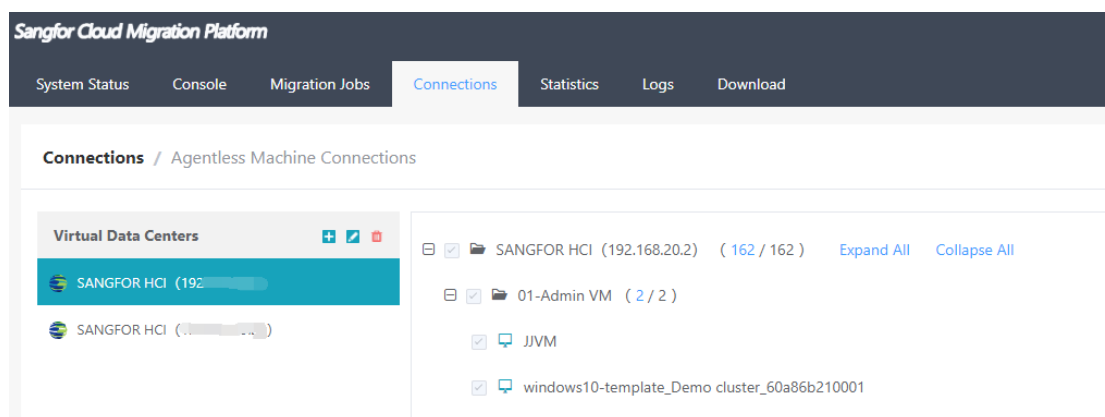 Sangfor Cloud Migration Platform
System Status Console Migration Jobs Connections Statistics Logs Download
Connections / Agentless Machine Connections
Virtual Data Centers
SANGFOR HCI (192
SANGFOR HCI ( )
SANGFOR HCI (192.168.20.2) ( 162 / 162 ) Expand All Collapse All
01-Admin VM ( 2 / 2 )
JJVM
windows10-template_Demo cluster_60a86b210001